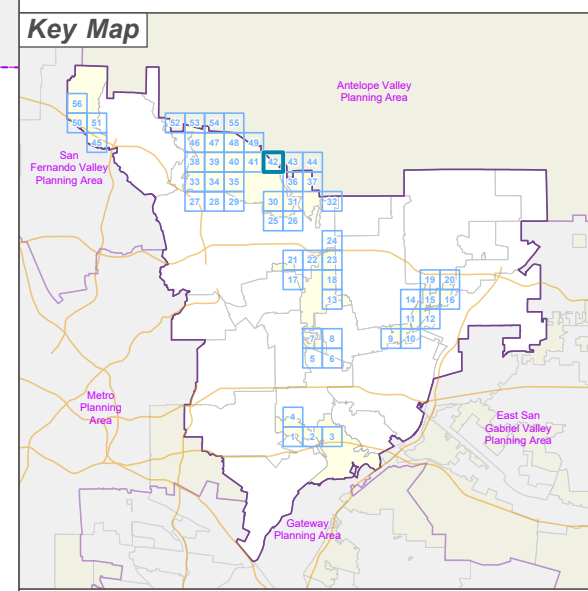 Key Map
Antelope Valley
Planning Area
56
50 51
45
52 53 54 55
46 47 48 49
38 39 40 41 42 43 44
33 34 35 36 37
27 28 29 30 31 32
25 26
San
Fernando Valley
Planning Area
24
21 22 23
17 18
13
19 20
14 15 16
11 12
9 10
7 8
5 6
4
1 2 3
Metro
Planning
Area
East San
Gabriel Valley
Planning Area
Gateway
Planning Area